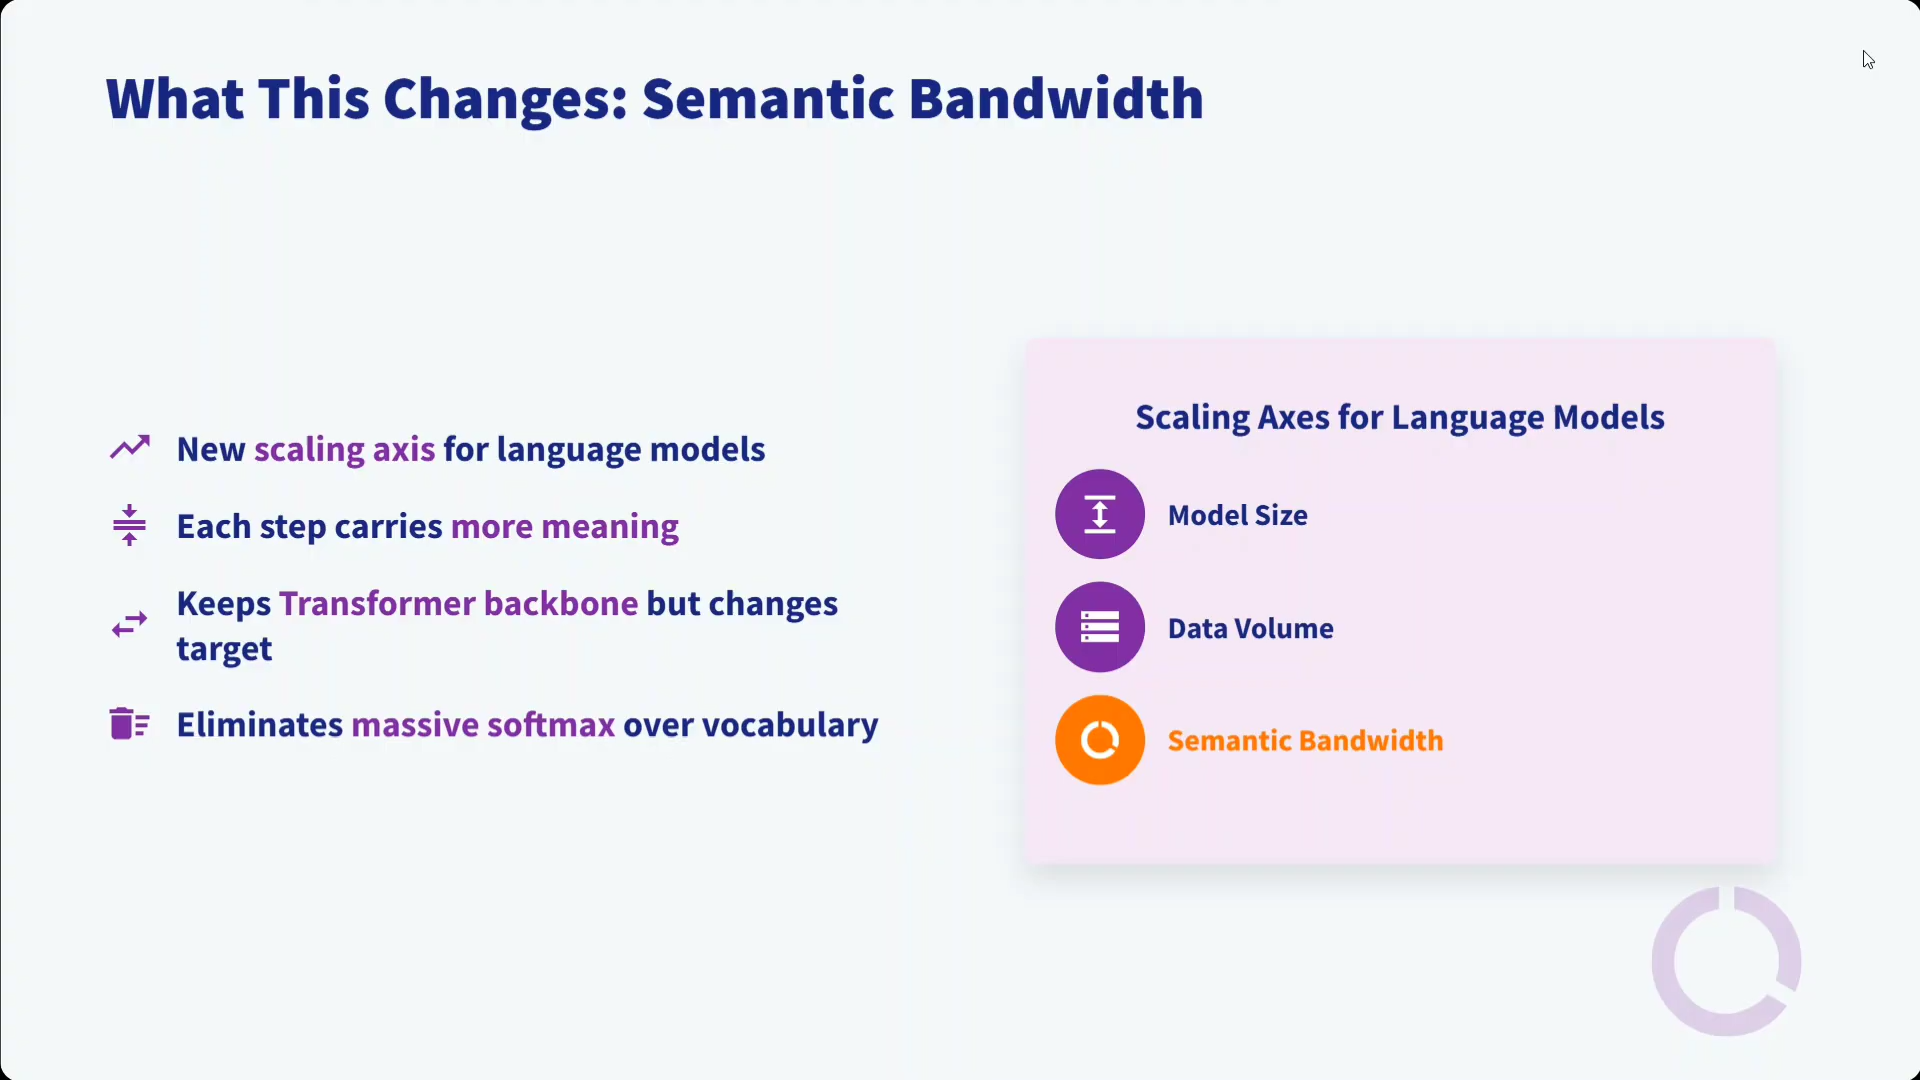 What This Changes: Semantic Bandwidth
New scaling axis for language models
Each step carries more meaning
Keeps Transformer backbone but changes
target
Eliminates massive softmax over vocabulary
Scaling Axes for Language Models
Model Size
Data Volume
Semantic Bandwidth